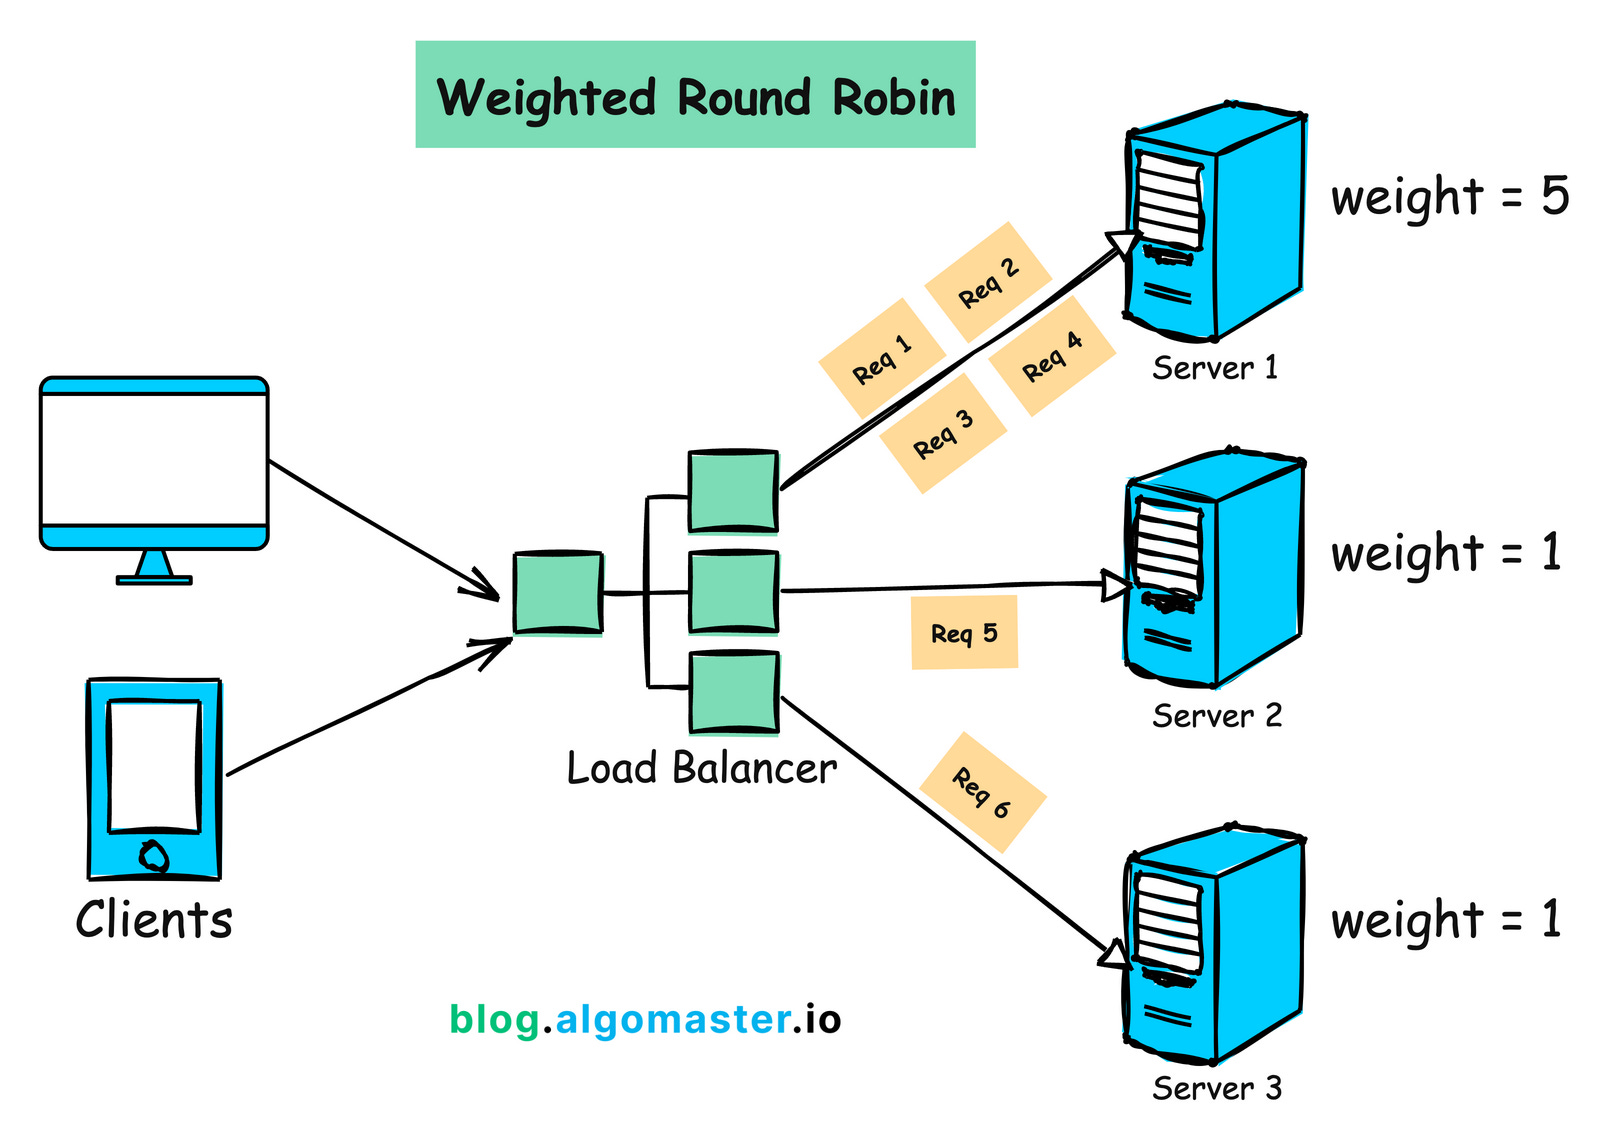 Weighted Round Robin
weight = 5
Req 1
Req 2
Req 3
Req 4
Server 1
weight = 1
Req 5
Server 2
Load Balancer
Req 6
Clients
weight = 1
Server 3
blog.algomaster.io